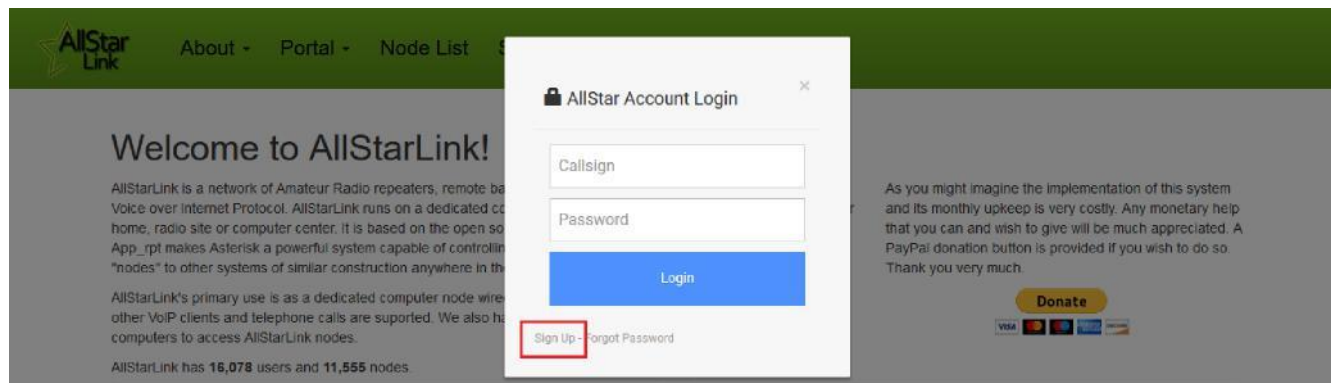 AllStar
Link
About
Portal
Node List
AllStar Account Login
×
Callsign
Password
Login
Sign Up - Forgot Password
Welcome to AllStarLink!
AllStarLink is a network of Amateur Radio repeaters, remote
Voice over Internet Protocol. AllStarLink runs on a dedicated
home, radio site or computer center. It is based on the open
App_rpt makes Asterisk a powerful system capable of
"nodes" to other systems of similar construction anywhere in
AllStarLink's primary use is as a dedicated computer node
other VoIP clients and telephone calls are suported. We also
computers to access AllStarLink nodes.
AllStarLink has 16,078 users and 11,555 nodes.
As you might imagine the implementation of this system
and its monthly upkeep is very costly. Any monetary help
that you can and wish to give will be much appreciated. A
PayPal donation button is provided if you wish to do so.
Thank you very much.
Donate
VISA